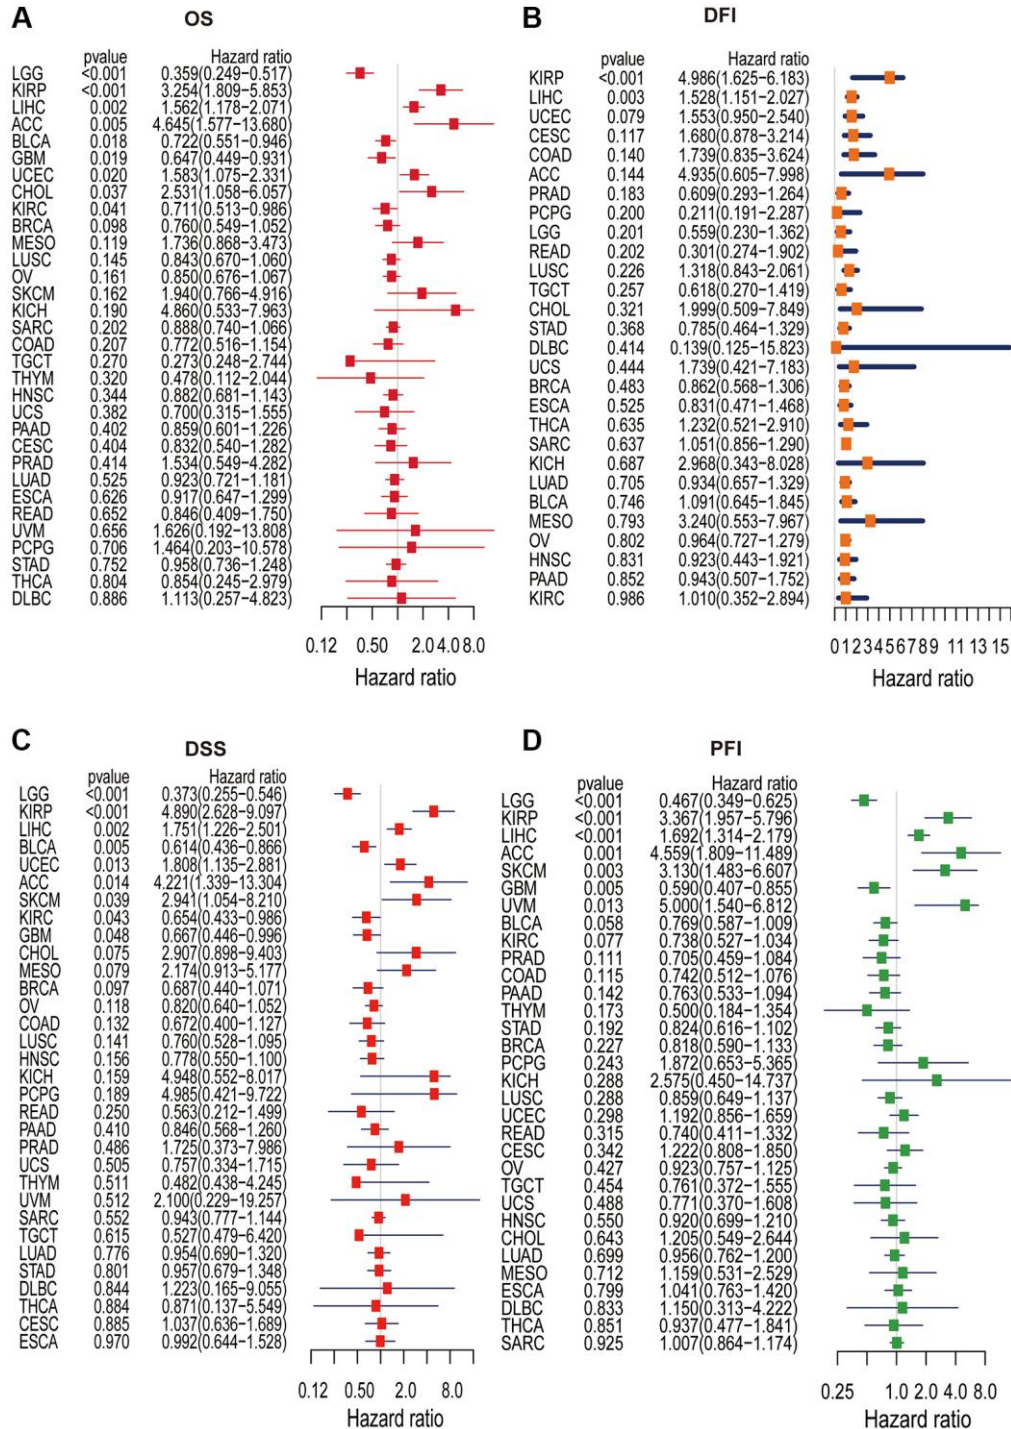 A
OS
pvalue Hazard ratio
LGG <0.001 0.359(0.249−0.517)
KIRP <0.001 3.254(1.809−5.853)
LIHC 0.002 1.562(1.178−2.071)
ACC 0.005 4.645(1.577−13.680)
BLCA 0.018 0.722(0.551−0.946)
GBM 0.019 0.647(0.449−0.931)
UCEC 0.020 1.583(1.075−2.331)
CHOL 0.037 2.531(1.058−6.057)
KIRC 0.041 0.711(0.513−0.986)
BRCA 0.098 0.760(0.549−1.052)
MESO 0.119 1.736(0.868−3.473)
LUSC 0.145 0.843(0.670−1.060)
OV 0.161 0.850(0.676−1.067)
SKCM 0.162 1.940(0.766−4.916)
KICH 0.190 4.860(0.533−7.963)
SARC 0.202 0.888(0.740−1.066)
COAD 0.207 0.772(0.516−1.154)
TGCT 0.270 0.273(0.248−2.744)
THYM 0.320 0.478(0.112−2.044)
HNSC 0.344 0.882(0.681−1.143)
UCS 0.382 0.700(0.315−1.555)
PAAD 0.402 0.859(0.601−1.226)
CESC 0.404 0.832(0.540−1.282)
PRAD 0.414 1.534(0.549−4.282)
LUAD 0.525 0.923(0.721−1.181)
ESCA 0.626 0.917(0.647−1.299)
READ 0.652 0.846(0.409−1.750)
UVM 0.656 1.626(0.192−13.808)
PCPG 0.706 1.464(0.203−10.578)
STAD 0.752 0.958(0.736−1.248)
THCA 0.804 0.854(0.245−2.979)
DLBC 0.886 1.113(0.257−4.823)
0.12 0.50 2.0 4.0 8.0
Hazard ratio
B
DFI
pvalue Hazard ratio
KIRP <0.001 4.986(1.625−6.183)
LIHC 0.003 1.528(1.151−2.027)
UCEC 0.079 1.553(0.950−2.540)
CESC 0.117 1.680(0.878−3.214)
COAD 0.140 1.739(0.835−3.624)
ACC 0.144 4.935(0.605−7.998)
PRAD 0.183 0.609(0.293−1.264)
PCPG 0.200 0.211(0.191−2.287)
LGG 0.201 0.559(0.230−1.362)
READ 0.202 0.301(0.274−1.902)
LUSC 0.226 1.318(0.843−2.061)
TGCT 0.257 0.618(0.270−1.419)
CHOL 0.321 1.999(0.509−7.849)
STAD 0.368 0.785(0.464−1.329)
DLBC 0.414 0.139(0.125−15.823)
UCS 0.444 1.739(0.421−7.183)
BRCA 0.483 0.862(0.568−1.306)
ESCA 0.525 0.831(0.471−1.468)
THCA 0.635 1.232(0.521−2.910)
SARC 0.637 1.051(0.856−1.290)
KICH 0.687 2.968(0.343−8.028)
LUAD 0.705 0.934(0.657−1.329)
BLCA 0.746 1.091(0.645−1.845)
MESO 0.793 3.240(0.553−7.967)
OV 0.802 0.964(0.727−1.279)
HNSC 0.831 0.923(0.443−1.921)
PAAD 0.852 0.943(0.507−1.752)
KIRC 0.986 1.010(0.352−2.894)
0 1 2 3 4 5 6 7 8 9 11 13 15
Hazard ratio
C
DSS
pvalue Hazard ratio
LGG <0.001 0.373(0.255−0.546)
KIRP <0.001 4.890(2.628−9.097)
LIHC 0.002 1.751(1.226−2.501)
BLCA 0.005 0.614(0.436−0.866)
UCEC 0.013 1.808(1.135−2.881)
ACC 0.014 4.221(1.339−13.304)
SKCM 0.039 2.941(1.054−8.210)
KIRC 0.043 0.654(0.433−0.986)
GBM 0.048 0.667(0.446−0.996)
CHOL 0.075 2.907(0.898−9.403)
MESO 0.079 2.174(0.913−5.177)
BRCA 0.097 0.687(0.440−1.071)
OV 0.118 0.820(0.640−1.052)
COAD 0.132 0.672(0.400−1.127)
LUSC 0.141 0.760(0.528−1.095)
HNSC 0.156 0.778(0.550−1.100)
KICH 0.159 4.948(0.552−8.017)
PCPG 0.189 4.985(0.421−9.722)
READ 0.250 0.563(0.212−1.499)
PAAD 0.410 0.846(0.568−1.260)
PRAD 0.486 1.725(0.373−7.986)
UCS 0.505 0.757(0.334−1.715)
THYM 0.511 0.482(0.438−4.245)
UVM 0.512 2.100(0.229−19.257)
SARC 0.552 0.943(0.777−1.144)
TGCT 0.615 0.527(0.479−6.420)
LUAD 0.776 0.954(0.690−1.320)
STAD 0.801 0.957(0.679−1.348)
DLBC 0.844 1.223(0.165−9.055)
THCA 0.884 0.871(0.137−5.549)
CESC 0.885 1.037(0.636−1.689)
ESCA 0.970 0.992(0.644−1.528)
0.12 0.50 2.0 8.0
Hazard ratio
D
PFI
pvalue Hazard ratio
LGG <0.001 0.467(0.349−0.625)
KIRP <0.001 3.367(1.957−5.796)
LIHC <0.001 1.692(1.314−2.179)
ACC 0.001 4.559(1.809−11.489)
SKCM 0.003 3.130(1.483−6.607)
GBM 0.005 0.590(0.407−0.855)
UVM 0.013 5.000(1.540−6.812)
BLCA 0.058 0.769(0.587−1.009)
KIRC 0.077 0.738(0.527−1.034)
PRAD 0.111 0.705(0.459−1.084)
COAD 0.115 0.742(0.512−1.076)
PAAD 0.142 0.763(0.533−1.094)
THYM 0.173 0.500(0.184−1.354)
STAD 0.192 0.824(0.616−1.102)
BRCA 0.227 0.818(0.590−1.133)
PCPG 0.243 1.872(0.653−5.365)
KICH 0.288 2.575(0.450−14.737)
LUSC 0.288 0.859(0.649−1.137)
UCEC 0.298 1.192(0.856−1.659)
READ 0.315 0.740(0.411−1.332)
CESC 0.342 1.222(0.808−1.850)
OV 0.427 0.923(0.757−1.125)
TGCT 0.454 0.761(0.372−1.555)
UCS 0.488 0.771(0.370−1.608)
HNSC 0.550 0.920(0.699−1.210)
CHOL 0.643 1.205(0.549−2.644)
LUAD 0.699 0.956(0.762−1.200)
MESO 0.712 1.159(0.531−2.529)
ESCA 0.799 1.041(0.763−1.420)
DLBC 0.833 1.150(0.313−4.222)
THCA 0.851 0.937(0.477−1.841)
SARC 0.925 1.007(0.864−1.174)
0.25 1.0 2.0 4.0 8.0
Hazard ratio